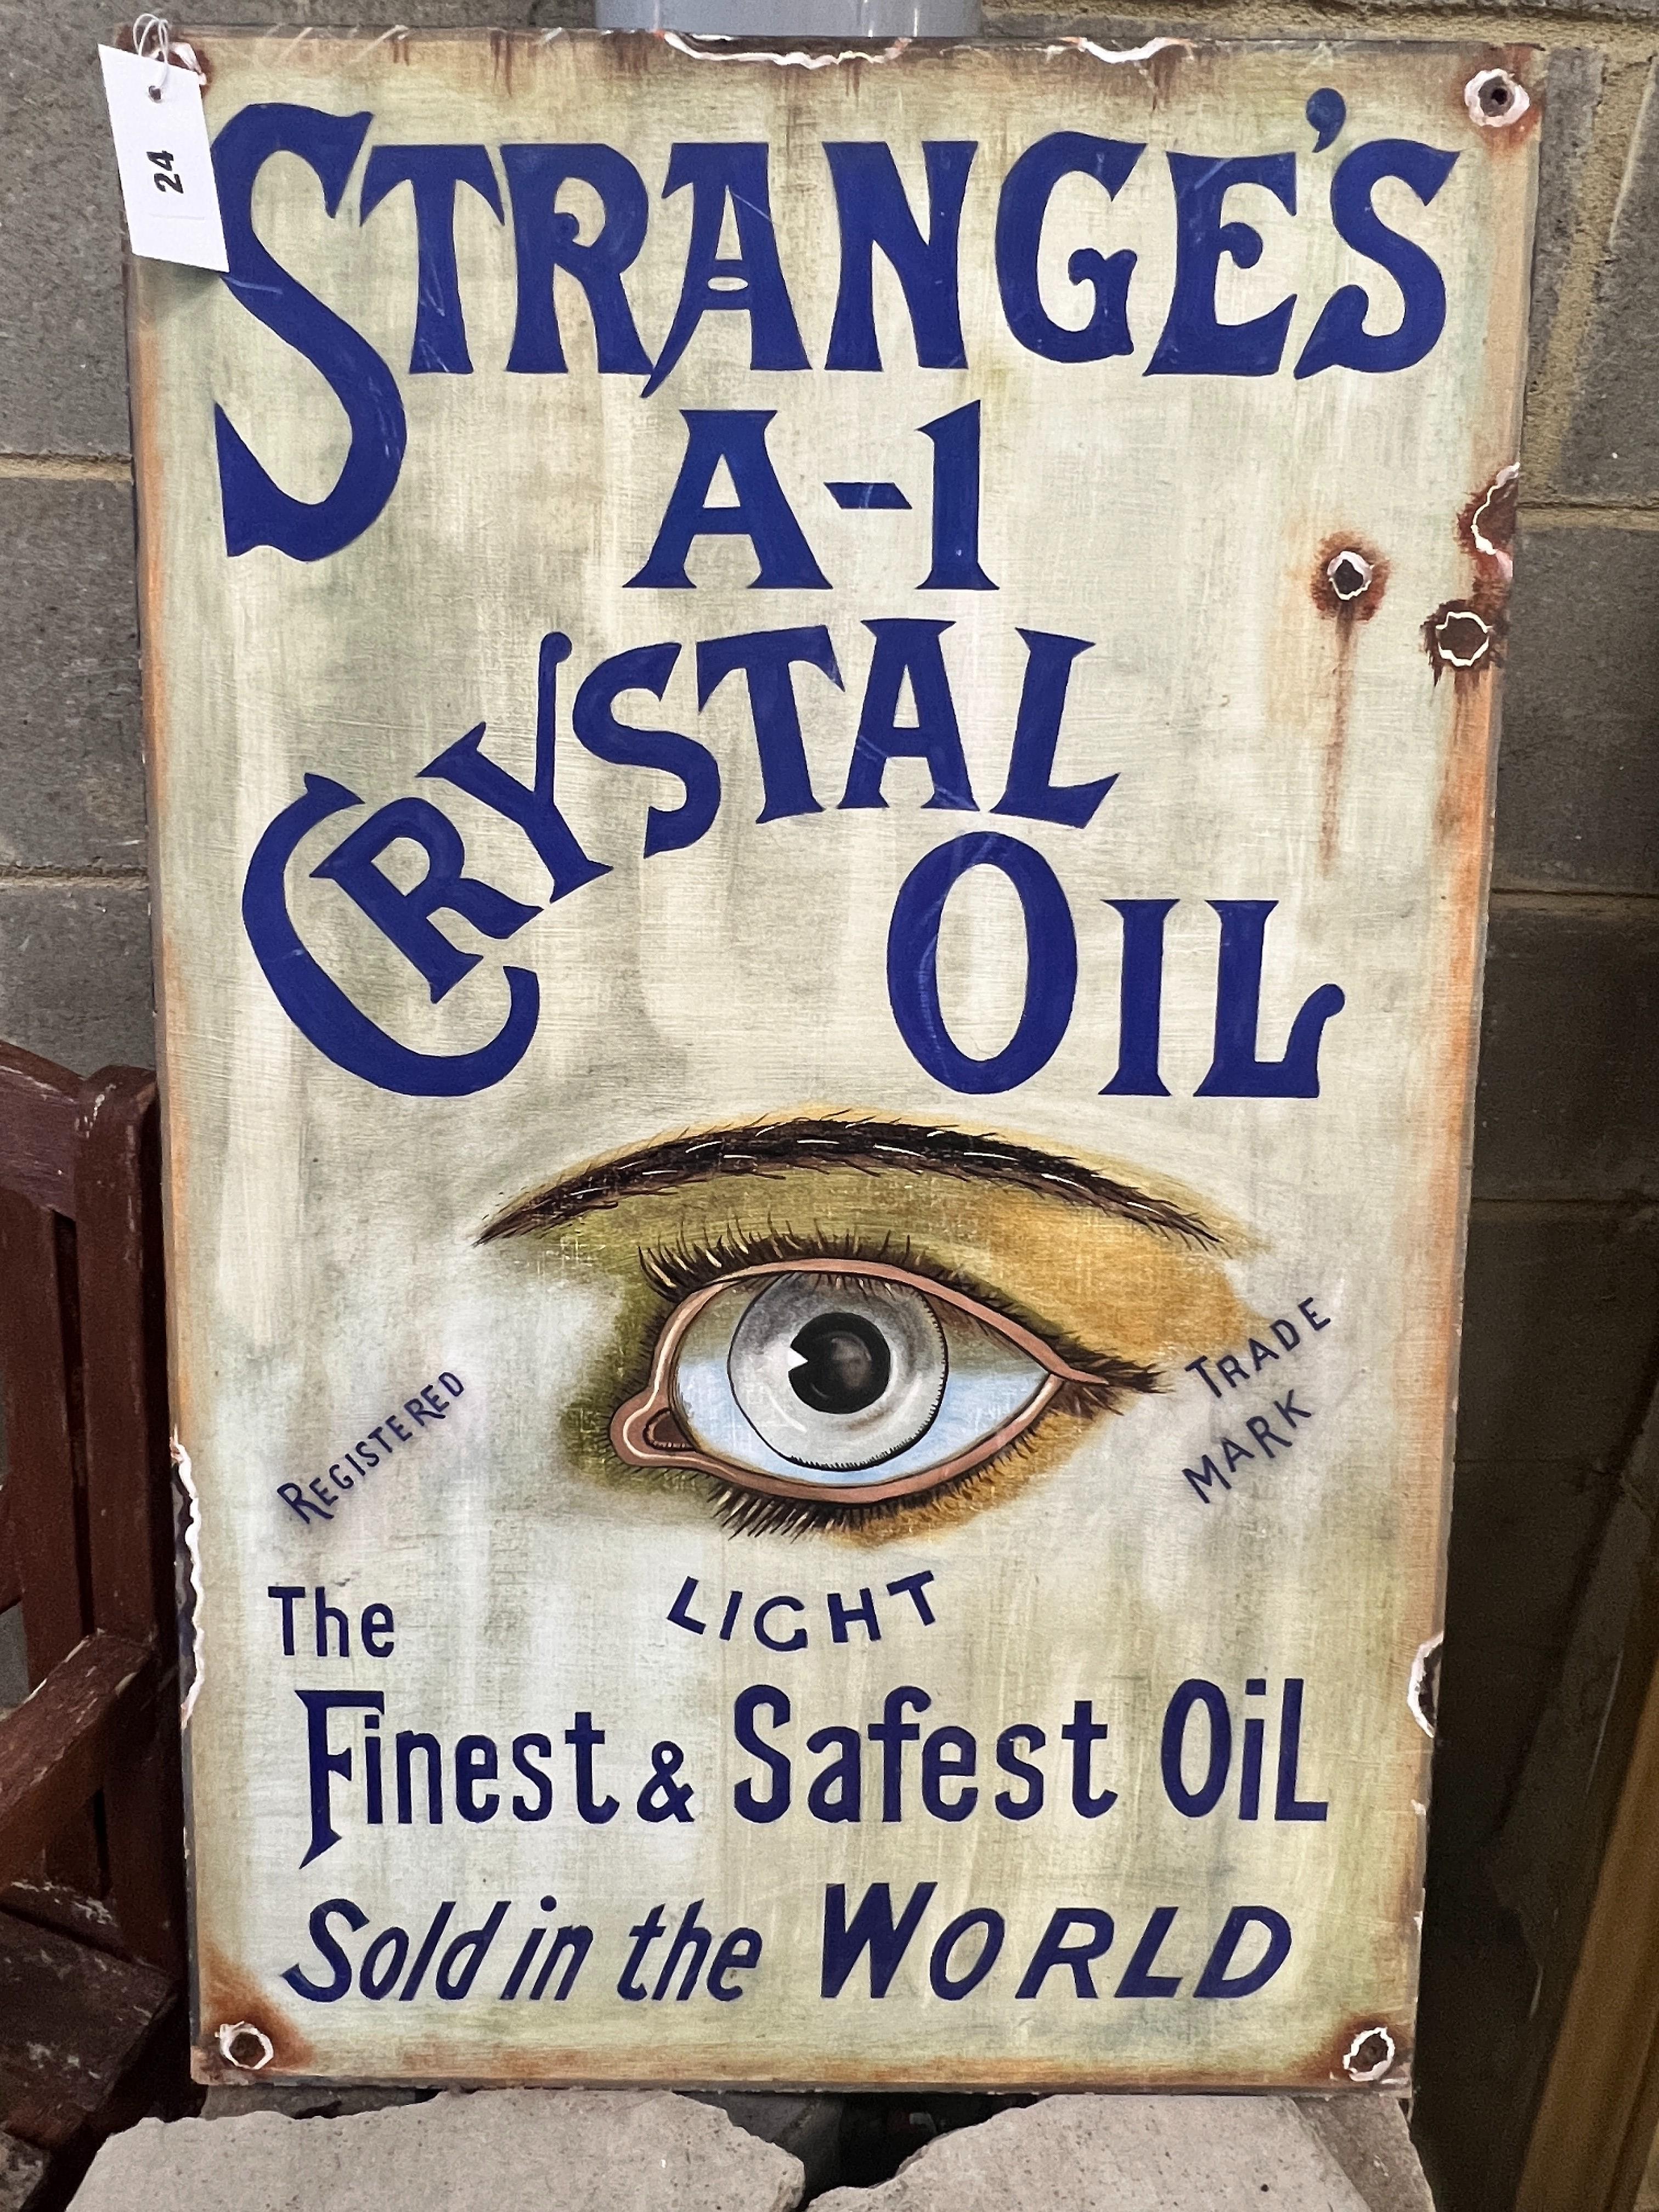 24
STRANGE'S
A-1
CRYSTAL
OIL
REGISTERED
TRADE
MARK
LIGHT
The
Finest & Safest OiL
Sold in the WORLD